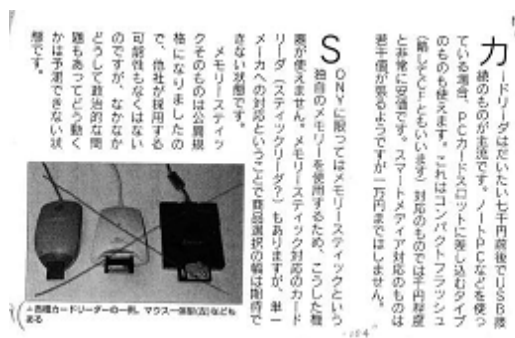 カードリーダはだいたい七千円前後でＵＳＢ接
続のものが主流です。ノートＰＣなどを使っ
ている場合、ＰＣカードスロットに差し込むタイプ
のものも使えます。これはコンパクトフラッシュ
（略してＣＦともいいます）対応のものでは千円程度
と非常に安価です。スマートメディア対応のものは
若干値が張るようですが一万円まではしません。
ＳＯＮＹに限ってはメモリースティックという
独自のメモリーを使用するため、こうした機
器が使えません。メモリースティック対応のカード
リーダ（スティックリーダ？）もありますが、単一
メーカへの対応ということで商品選択の幅は期待で
きない状態です。
メモリースティッ
クそのものは公開規
格になりましたの
で、他社が採用する
可能性もなくはない
のですが、なかなか
どうして政治的な問
題もあってどう動く
かは予測できない状
態です。
▲各種カードリーダーの一例。マウス一体型(左)なども
ある
-104-